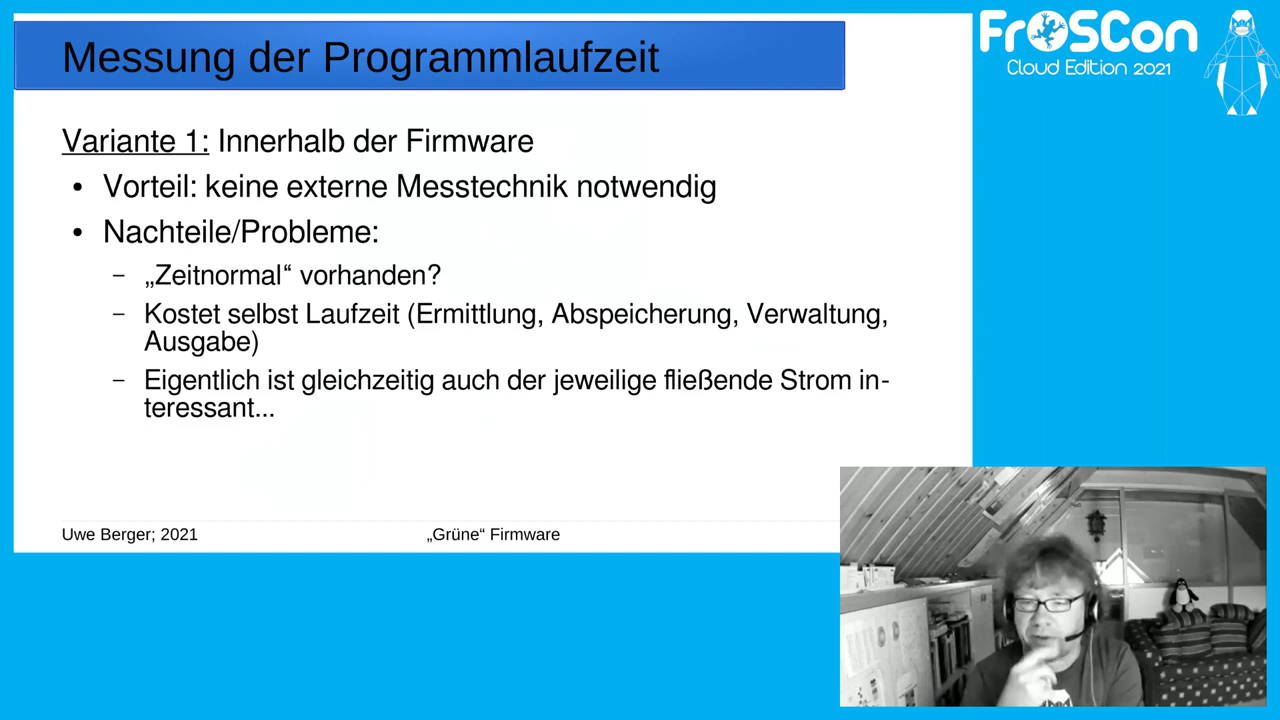 Messung der Programmlaufzeit
FrOSCon
Cloud Edition 2021
Variante 1: Innerhalb der Firmware
• Vorteil: keine externe Messtechnik notwendig
• Nachteile/Probleme:
– „Zeitnormal“ vorhanden?
– Kostet selbst Laufzeit (Ermittlung, Abspeicherung, Verwaltung,
Ausgabe)
– Eigentlich ist gleichzeitig auch der jeweilige fließende Strom in-
teressant...
Uwe Berger; 2021
„Grüne“ Firmware